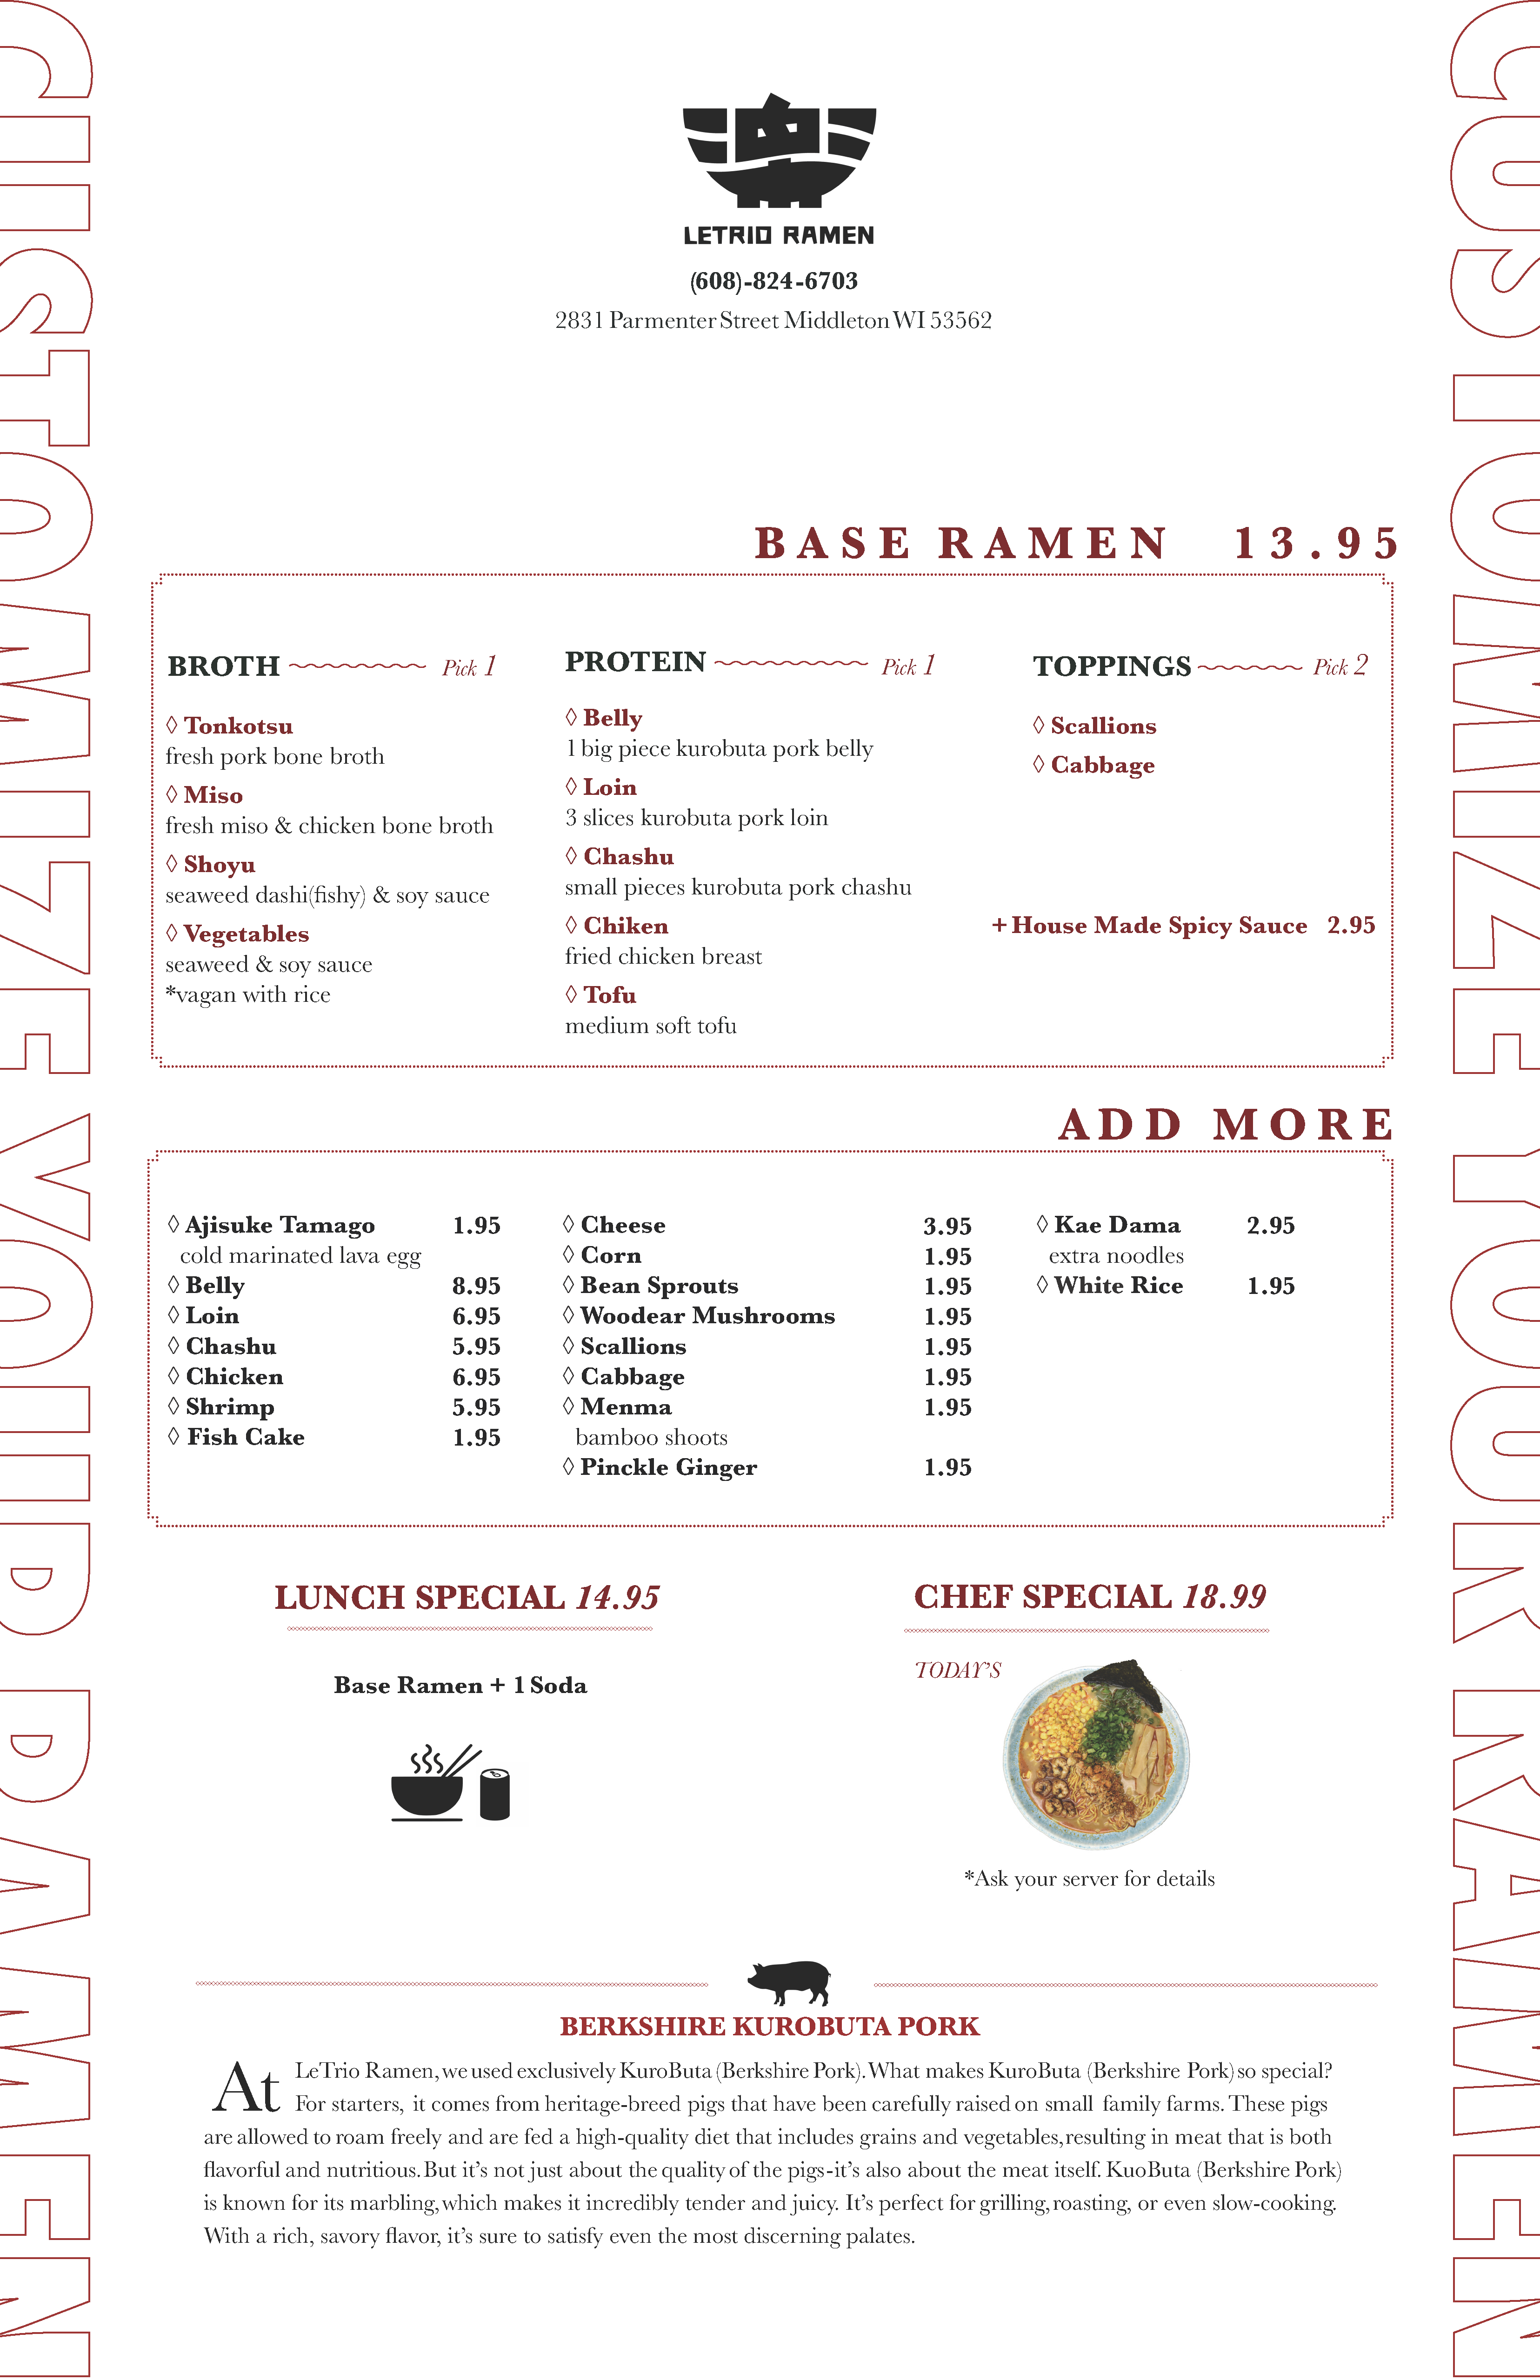 CUSTOMIZE YOUR RAMEN
CUSTOMIZE YOUR RAMEN
LETRIO RAMEN
(608)-824-6703
2831 Parmenter Street Middleton WI 53562
BASE RAMEN 13.95
BROTH Pick 1
◊ Tonkotsu
fresh pork bone broth
◊ Miso
fresh miso & chicken bone broth
◊ Shoyu
seaweed dashi(fishy) & soy sauce
◊ Vegetables
seaweed & soy sauce
*vagan with rice
PROTEIN Pick 1
◊ Belly
1 big piece kurobuta pork belly
◊ Loin
3 slices kurobuta pork loin
◊ Chashu
small pieces kurobuta pork chashu
◊ Chiken
fried chicken breast
◊ Tofu
medium soft tofu
TOPPINGS Pick 2
◊ Scallions
◊ Cabbage
+ House Made Spicy Sauce 2.95
ADD MORE
◊ Ajisuke Tamago 1.95
cold marinated lava egg
◊ Belly 8.95
◊ Loin 6.95
◊ Chashu 5.95
◊ Chicken 6.95
◊ Shrimp 5.95
◊ Fish Cake 1.95
◊ Cheese 3.95
◊ Corn 1.95
◊ Bean Sprouts 1.95
◊ Woodear Mushrooms 1.95
◊ Scallions 1.95
◊ Cabbage 1.95
◊ Menma 1.95
bamboo shoots
◊ Pinckle Ginger 1.95
◊ Kae Dama 2.95
extra noodles
◊ White Rice 1.95
LUNCH SPECIAL 14.95
Base Ramen + 1 Soda
CHEF SPECIAL 18.99
TODAY'S
*Ask your server for details
BERKSHIRE KUROBUTA PORK
At LeTrio Ramen, we used exclusively KuroButa (Berkshire Pork). What makes KuroButa (Berkshire Pork) so special?
For starters, it comes from heritage-breed pigs that have been carefully raised on small family farms. These pigs
are allowed to roam freely and are fed a high-quality diet that includes grains and vegetables, resulting in meat that is both
flavorful and nutritious. But it's not just about the quality of the pigs-it's also about the meat itself. KuoButa (Berkshire Pork)
is known for its marbling, which makes it incredibly tender and juicy. It's perfect for grilling, roasting, or even slow-cooking.
With a rich, savory flavor, it's sure to satisfy even the most discerning palates.